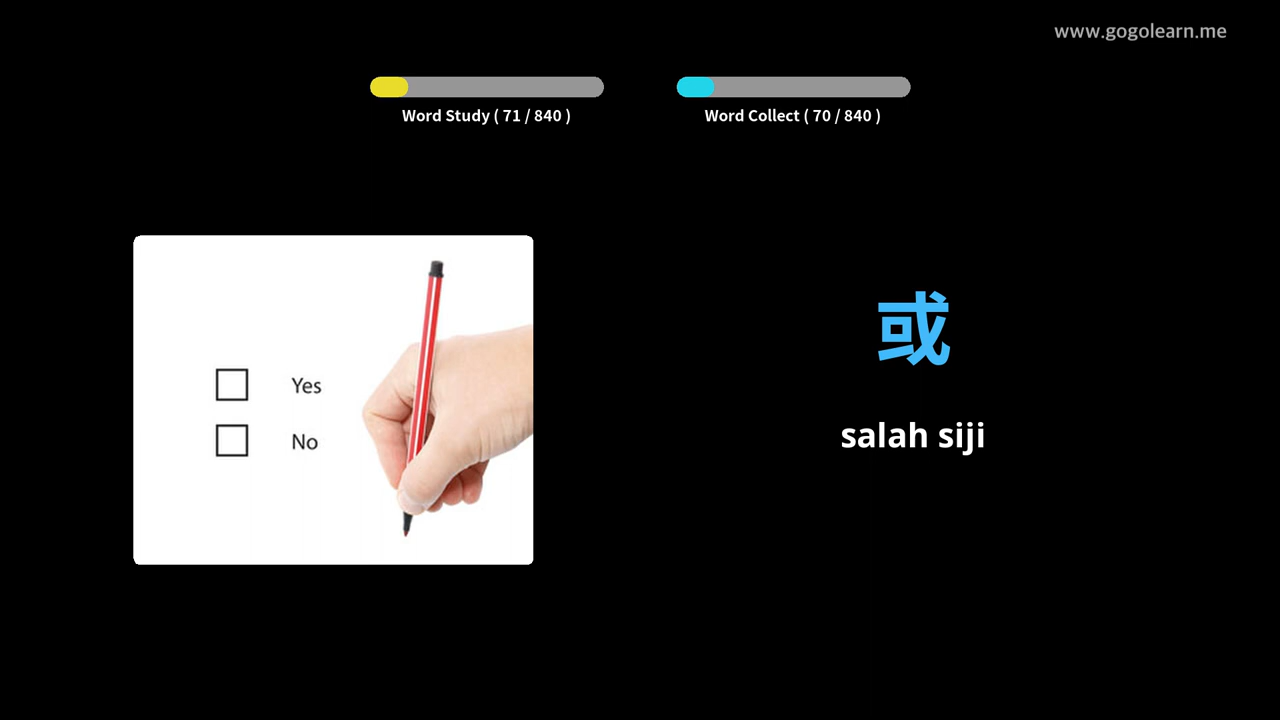 www.gogolearn.me
Word Study ( 71 / 840 )
Word Collect ( 70 / 840 )
Yes
No
或
salah siji